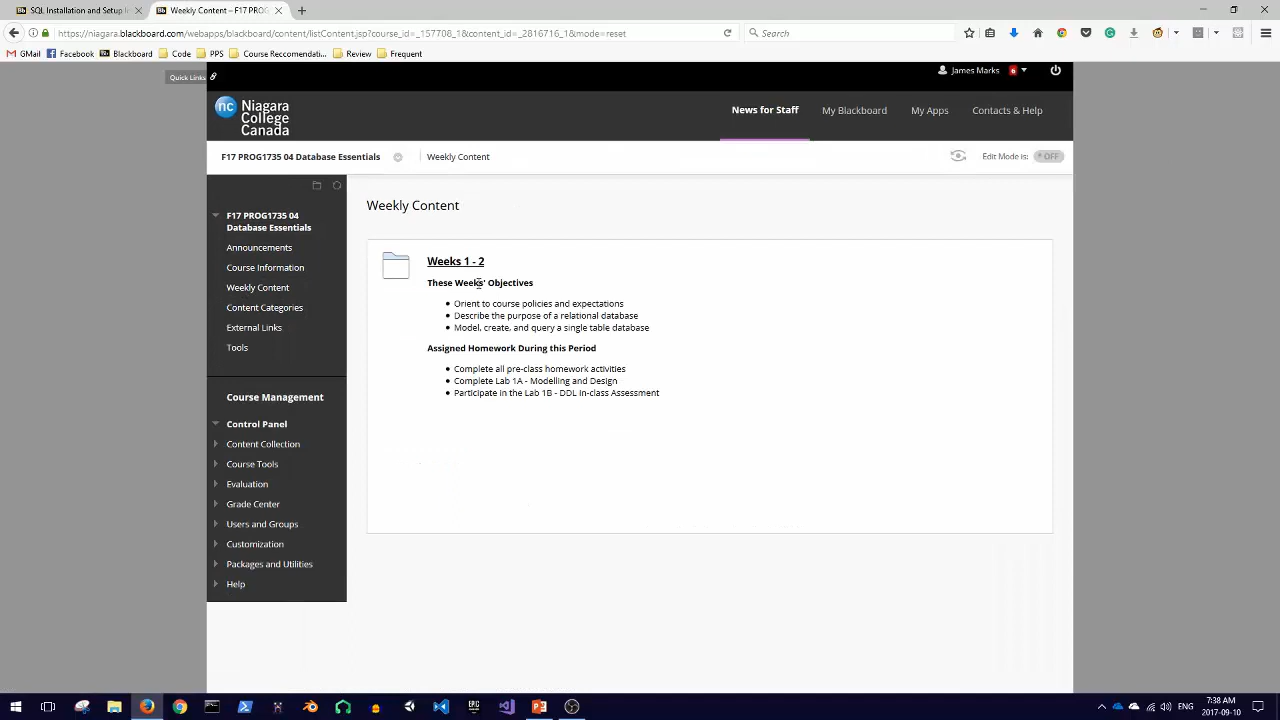 SQL Installation and Setup I
Weekly Content – F17 PROG
https://niagara.blackboard.com/webapps/blackboard/content/listContent.jsp?course_id=_157708_1&content_id=_2816716_1&mode=reset
Search
GMail
Facebook
Blackboard
Code
PPS
Course Reccomendati...
Review
Frequent
Quick Links
James Marks
6
nc
Niagara
College
Canada
News for Staff
My Blackboard
My Apps
Contacts & Help
F17 PROG1735 04 Database Essentials
Weekly Content
Edit Mode is:
OFF
F17 PROG1735 04
Database Essentials
Announcements
Course Information
Weekly Content
Content Categories
External Links
Tools
Course Management
Control Panel
Content Collection
Course Tools
Evaluation
Grade Center
Users and Groups
Customization
Packages and Utilities
Help
Weekly Content
Weeks 1 - 2
These Weeks' Objectives
Orient to course policies and expectations
Describe the purpose of a relational database
Model, create, and query a single table database
Assigned Homework During this Period
Complete all pre-class homework activities
Complete Lab 1A - Modelling and Design
Participate in the Lab 1B - DDL In-class Assessment
ENG
7:38 AM
2017-09-10